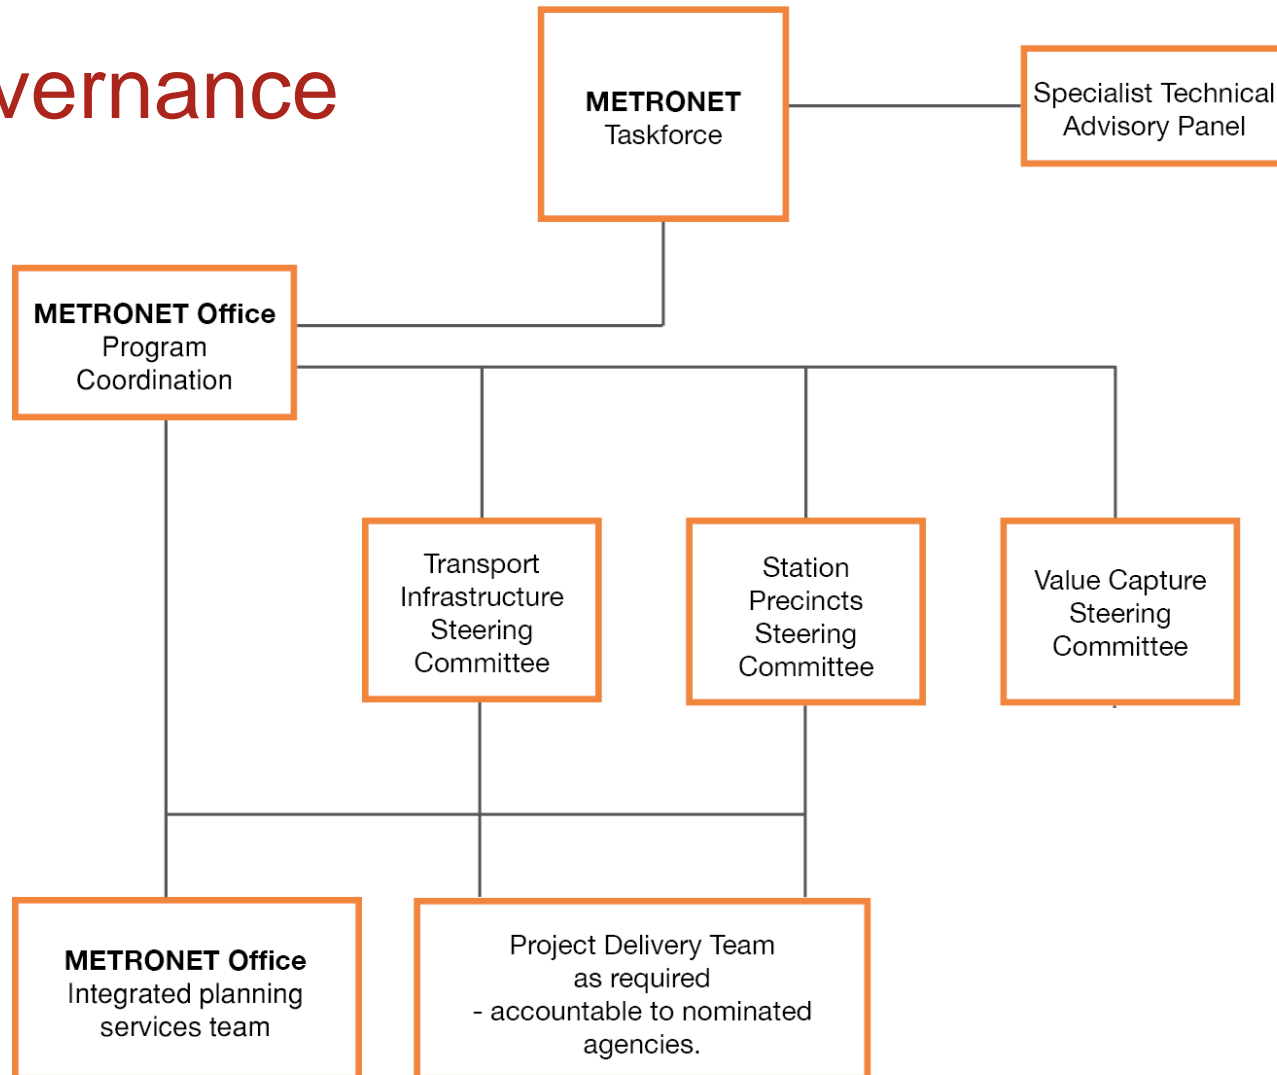 vernance
METRONET
Taskforce
Specialist Technical
Advisory Panel
METRONET Office
Program
Coordination
Transport
Infrastructure
Steering
Committee
Station
Precincts
Steering
Committee
Value Capture
Steering
Committee
METRONET Office
Integrated planning
services team
Project Delivery Team
as required
- accountable to nominated
agencies.